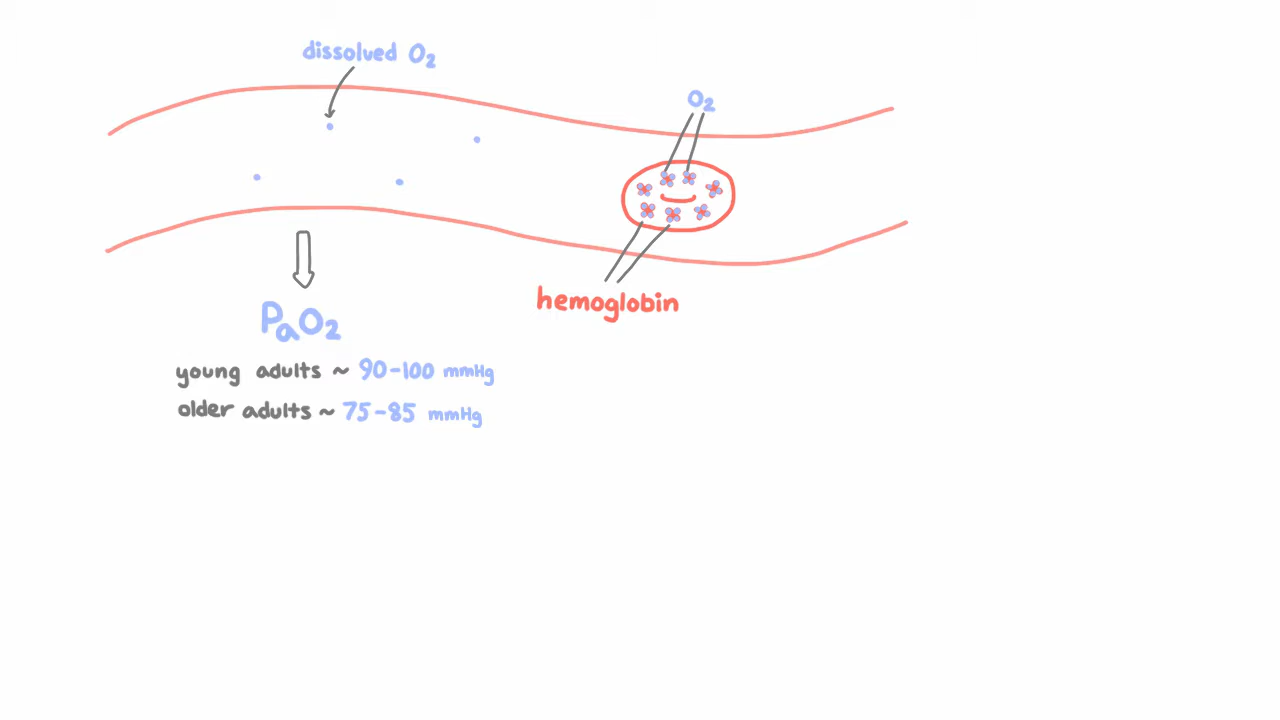 dissolved O₂
O₂
hemoglobin
PaO₂
young adults ~ 90-100 mmHg
older adults ~ 75-85 mmHg